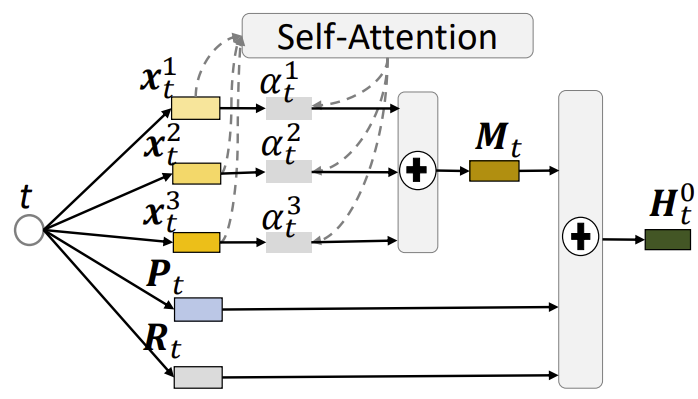 Self-Attention
x_t^1 α_t^1
x_t^2 α_t^2 M_t
t x_t^3 α_t^3 H_t^0
P_t
R_t